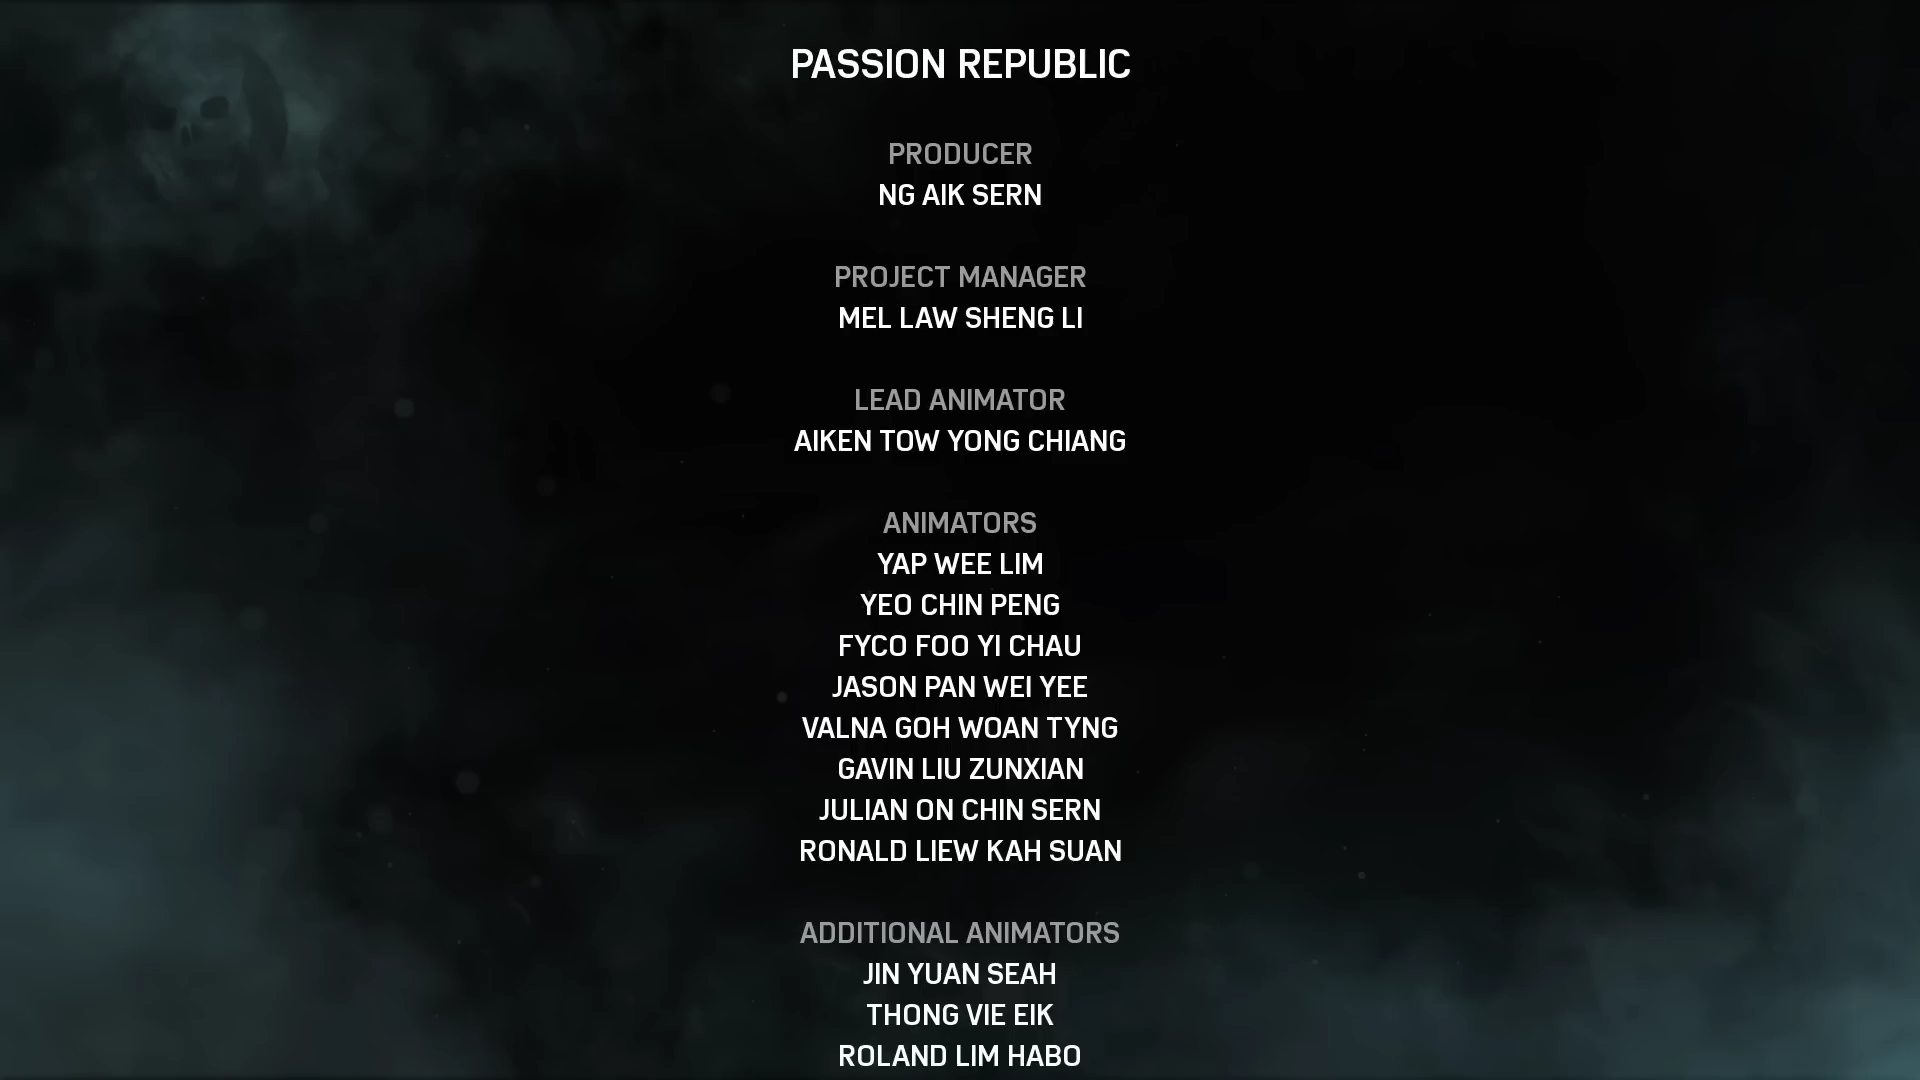 PASSION REPUBLIC
PRODUCER
NG AIK SERN
PROJECT MANAGER
MEL LAW SHENG LI
LEAD ANIMATOR
AIKEN TOW YONG CHIANG
ANIMATORS
YAP WEE LIM
YEO CHIN PENG
FYCO FOO YI CHAU
JASON PAN WEI YEE
VALNA GOH WOAN TYNG
GAVIN LIU ZUNXIAN
JULIAN ON CHIN SERN
RONALD LIEW KAH SUAN
ADDITIONAL ANIMATORS
JIN YUAN SEAH
THONG VIE EIK
ROLAND LIM HABO